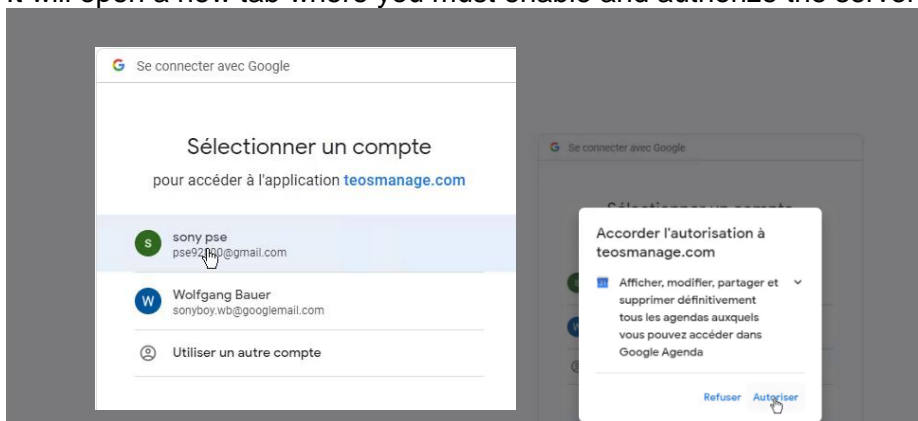 It will open a new tab where you must enable and authorize the server
G Se connecter avec Google
Sélectionner un compte
pour accéder à l'application teosmanage.com
s
sony pse
W
Wolfgang Bauer
sonyboy.wb@googlemail.com
Utiliser un autre compte
G Se connecter avec Google
Accorder l'autorisation à
teosmanage.com
Afficher, modifier, partager et
supprimer définitivement
tous les agendas auxquels
vous pouvez accéder dans
Google Agenda
Refuser Autoriser